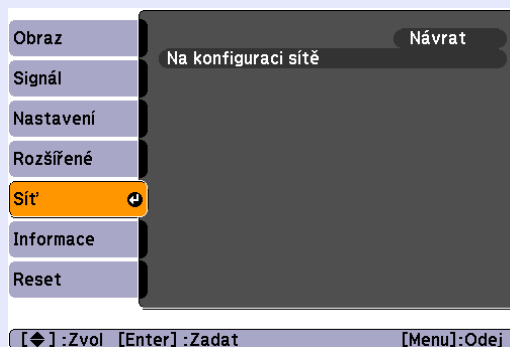 Obraz
Signál
Nastavení
Rozšířené
Síť
Informace
Reset
Návrat
Na konfiguraci sítě
[◆] :Zvol [Enter] :Zadat [Menu]:Odej